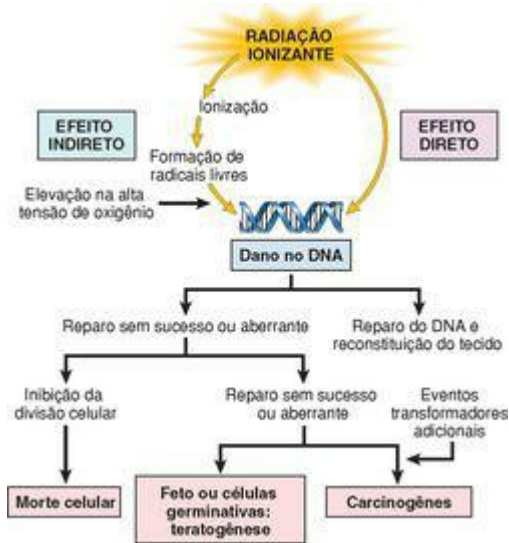 RADIAÇÃO
IONIZANTE
Ionização
EFEITO
INDIRETO
EFEITO
DIRETO
Formação de
radicais livres
Elevação na alta
tensão de oxigênio
Dano no DNA
Reparo sem sucesso ou aberrante
Reparo do DNA e
reconstituição do tecido
Inibição da
divisão celular
Reparo sem sucesso
ou aberrante
Eventos
transformadores
adicionais
Morte celular
Feto ou células
germinativas:
teratogênese
Carcinogênes